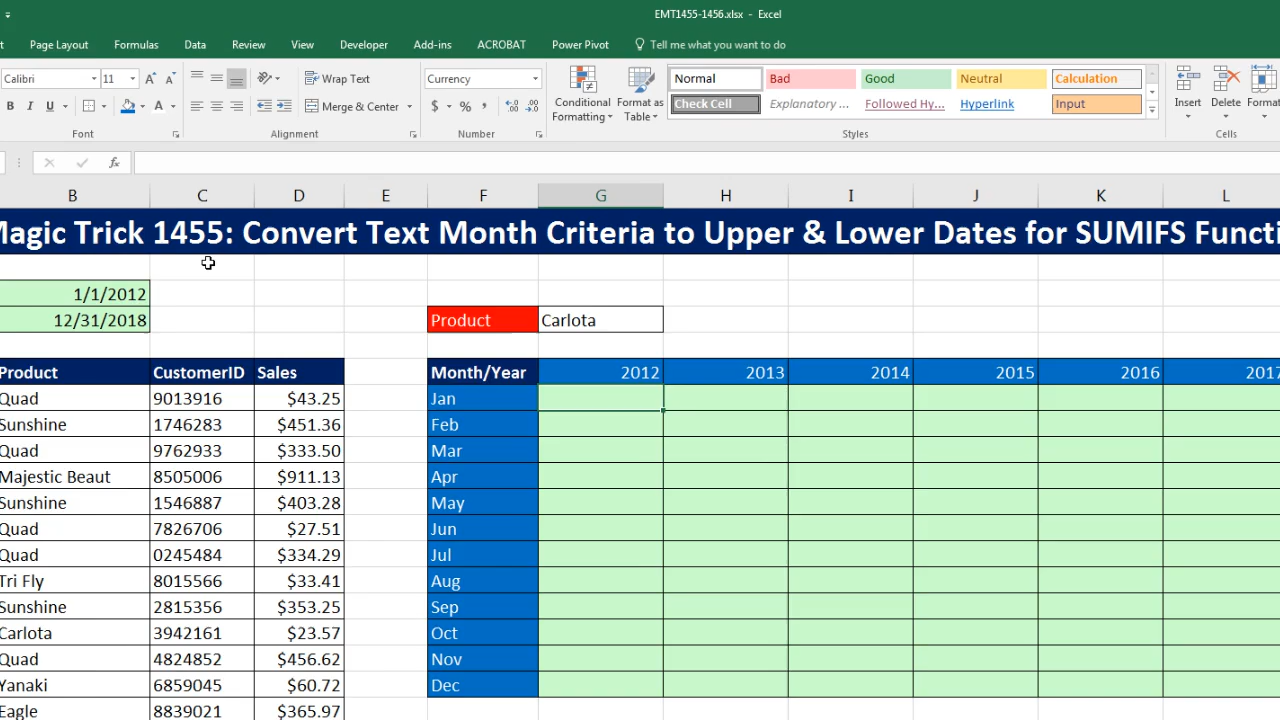 EMT1455-1456.xlsx - Excel
Page Layout Formulas Data Review View Developer Add-ins ACROBAT Power Pivot Tell me what you want to do
Calibri 11 Wrap Text Currency Conditional Formatting Format as Table Normal Bad Good Neutral Calculation Insert Delete Format
B I U Merge & Center $ % Check Cell Explanatory ... Followed Hy... Hyperlink Input
Font Alignment Number Styles Cells
fx
B C D E F G H I J K L
Magic Trick 1455: Convert Text Month Criteria to Upper & Lower Dates for SUMIFS Functi
1/1/2012
12/31/2018 Product Carlota
Product CustomerID Sales Month/Year 2012 2013 2014 2015 2016 2017
Quad 9013916 $43.25 Jan
Sunshine 1746283 $451.36 Feb
Quad 9762933 $333.50 Mar
Majestic Beaut 8505006 $911.13 Apr
Sunshine 1546887 $403.28 May
Quad 7826706 $27.51 Jun
Quad 0245484 $334.29 Jul
Tri Fly 8015566 $33.41 Aug
Sunshine 2815356 $353.25 Sep
Carlota 3942161 $23.57 Oct
Quad 4824852 $456.62 Nov
Yanaki 6859045 $60.72 Dec
Eagle 8839021 $365.97